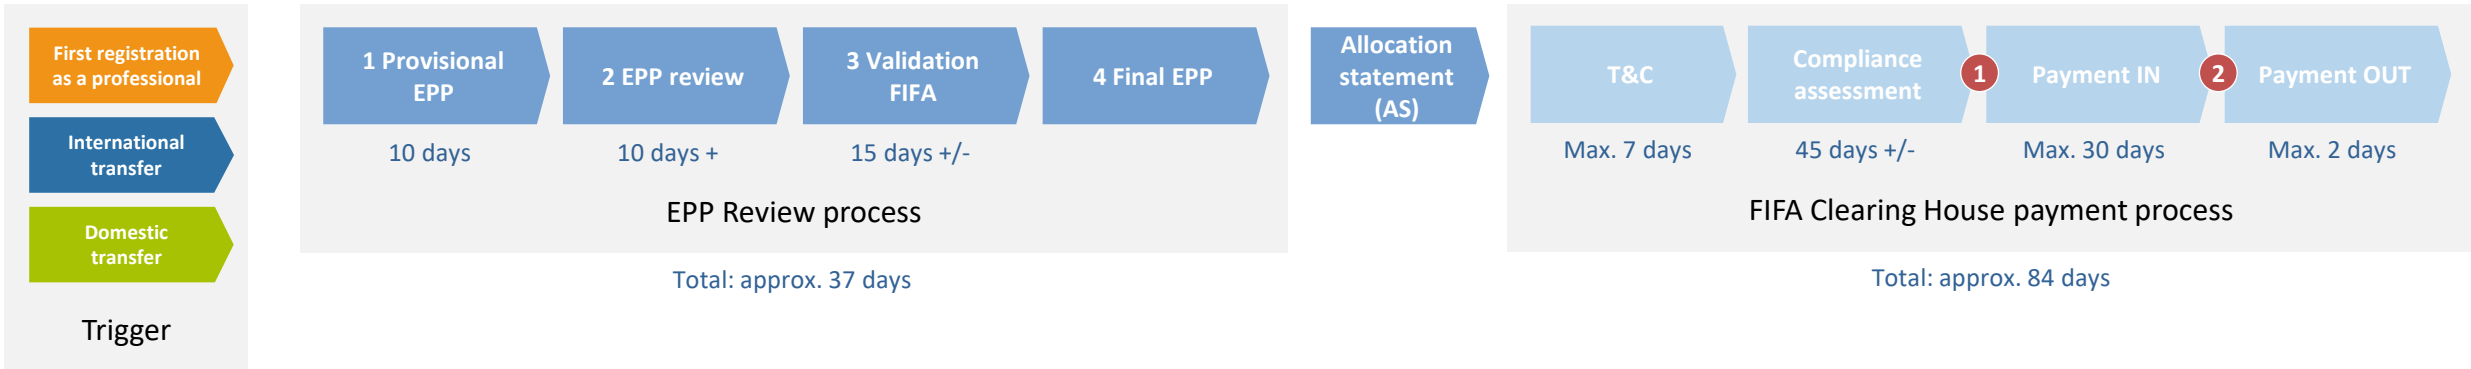 First registration
as a professional
International
transfer
Domestic
transfer
Trigger
1 Provisional
EPP
10 days
2 EPP review
10 days +
3 Validation
FIFA
15 days +/-
4 Final EPP
EPP Review process
Total: approx. 37 days
Allocation
statement
(AS)
T&C
Max. 7 days
Compliance
assessment
45 days +/-
1
Payment IN
Max. 30 days
2
Payment OUT
Max. 2 days
FIFA Clearing House payment process
Total: approx. 84 days